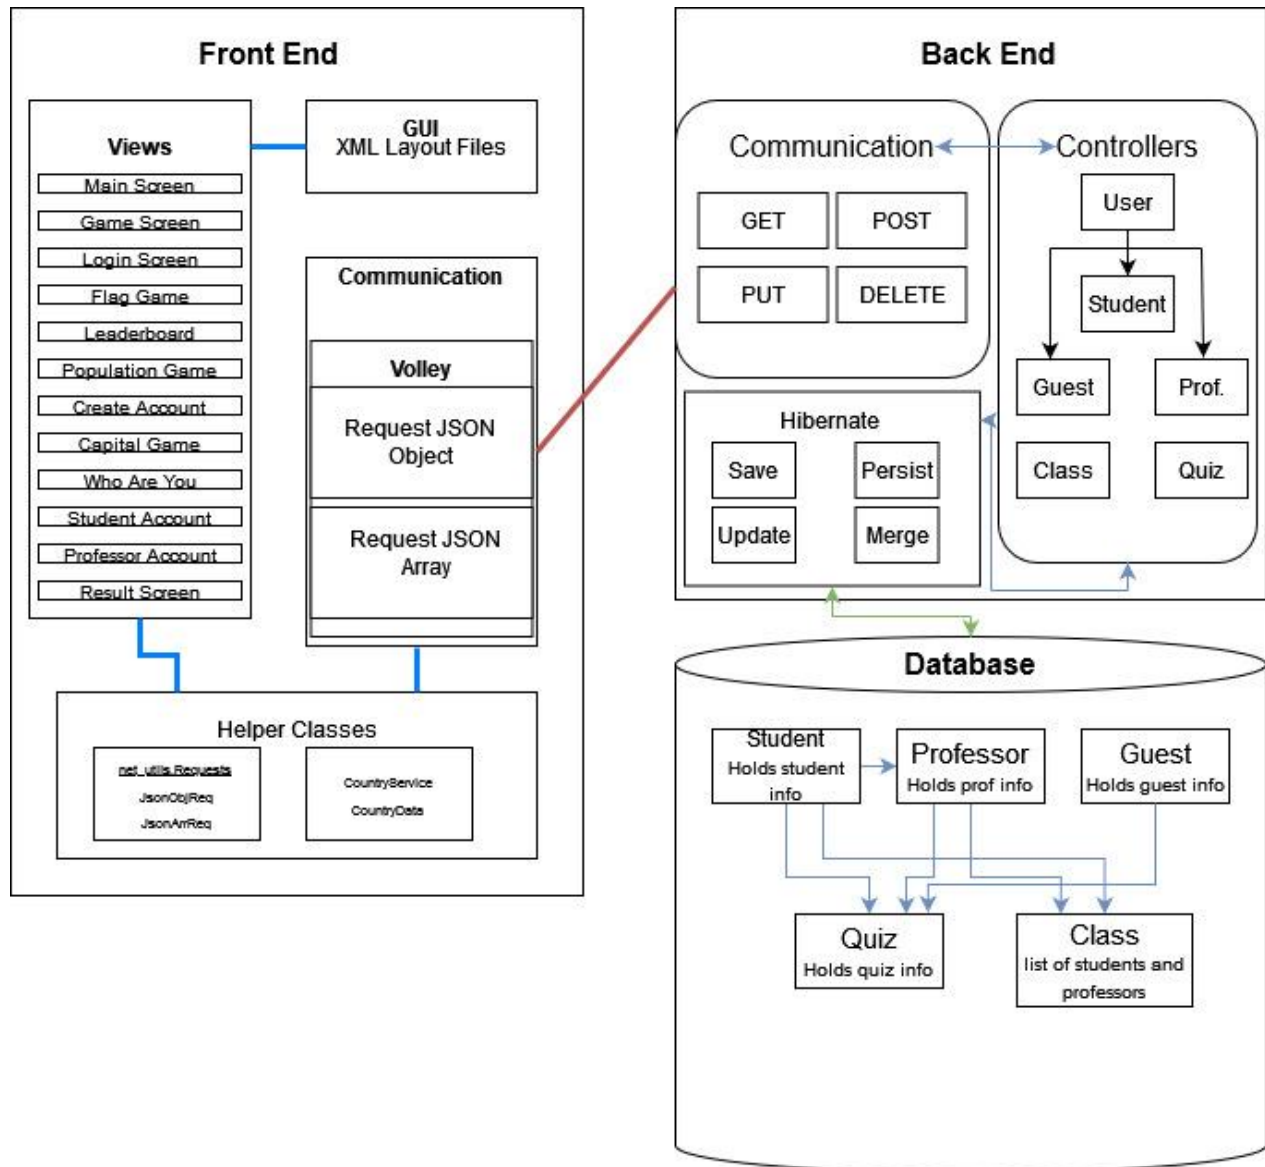 Front End
Views
Main Screen
Game Screen
Login Screen
Flag Game
Leaderboard
Population Game
Create Account
Capital Game
Who Are You
Student Account
Professor Account
Result Screen
GUI
XML Layout Files
Communication
Volley
Request JSON
Object
Request JSON
Array
Helper Classes
net_utils.Requests
JsonObjReq
JsonArrReq
CountryService
CountryData
Back End
Communication
GET
POST
PUT
DELETE
Controllers
User
Student
Guest
Prof.
Class
Quiz
Hibernate
Save
Persist
Update
Merge
Database
Student
Holds student
info
Professor
Holds prof info
Guest
Holds guest info
Quiz
Holds quiz info
Class
list of students and
professors